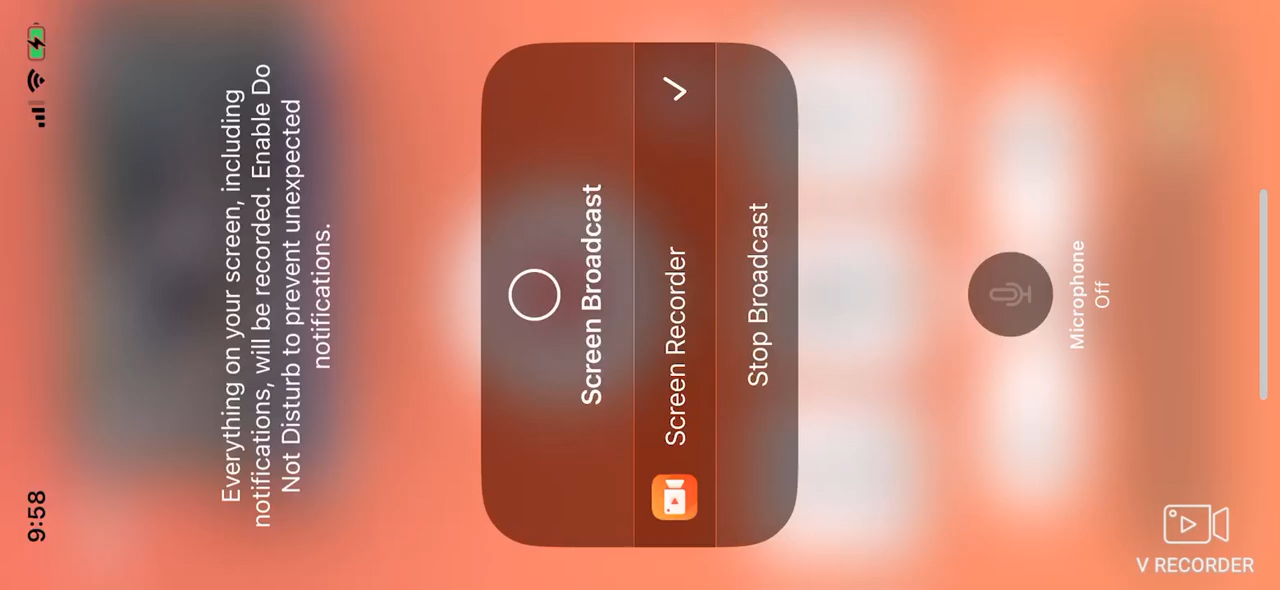 9:58
Everything on your screen, including
notifications, will be recorded. Enable Do
Not Disturb to prevent unexpected
notifications.
Screen Broadcast
Screen Recorder
Stop Broadcast
Microphone
Off
V RECORDER